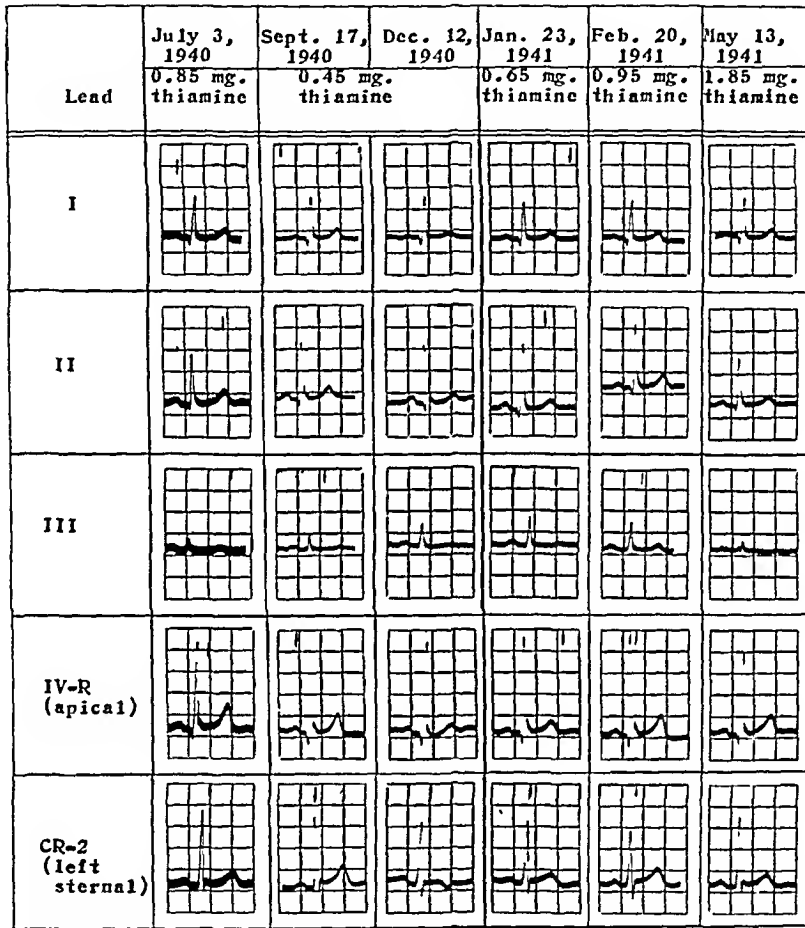 July 3, Sept. 17, Dec. 12, Jan. 23, Feb. 20, May 13,
1940 1940 1940 1941 1941 1941
0.85 mg. 0.45 mg. 0.65 mg. 0.95 mg. 1.85 mg.
Lead thiamine thiamine thiamine thiamine thiamine
I
II
III
IV-R
(apical)
CR-2
(left
sternal)